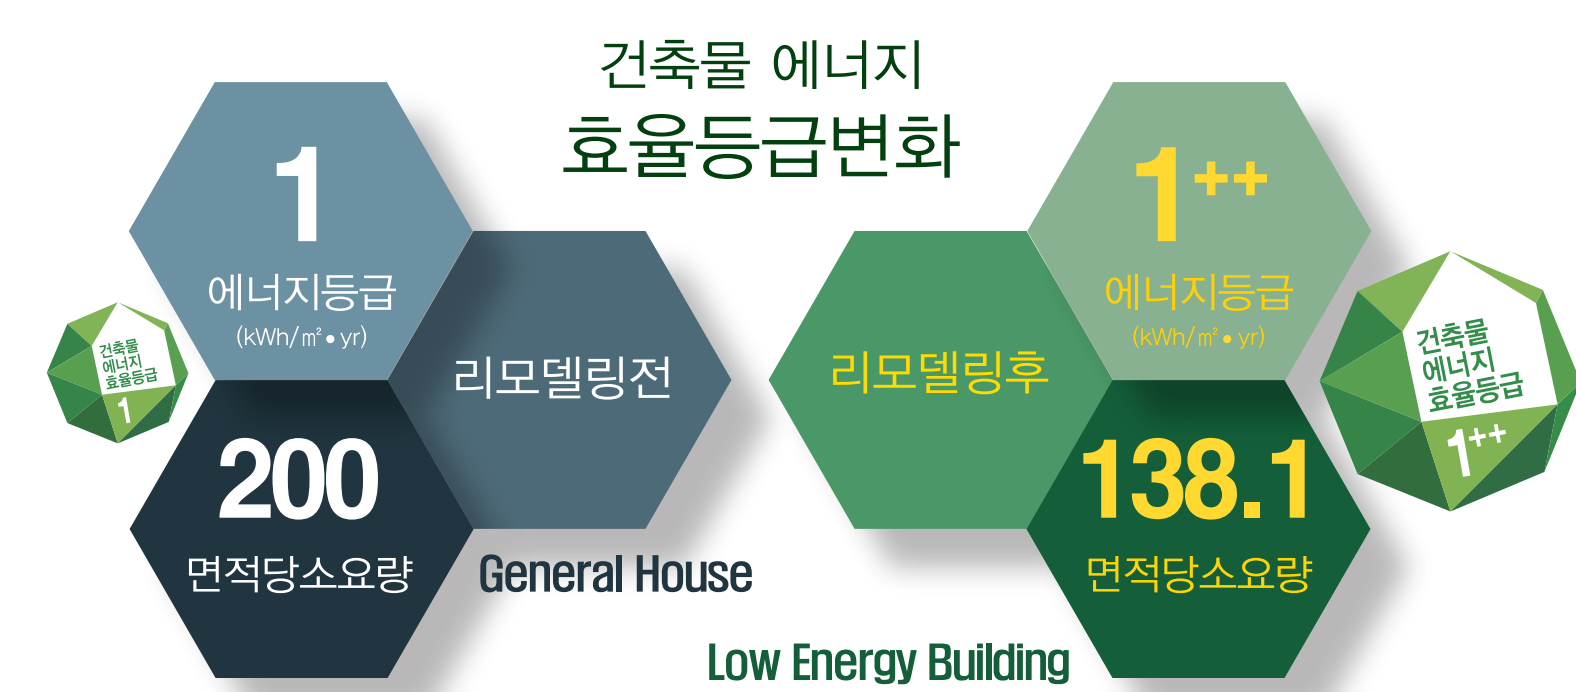 건축물 에너지
효율등급변화
1
에너지등급
(kWh/㎡•yr)
리모델링전
200
면적당소요량
General House
건축물
에너지
효율등급
1
1++
에너지등급
(kWh/㎡•yr)
리모델링후
138.1
면적당소요량
Low Energy Building
건축물
에너지
효율등급
1++